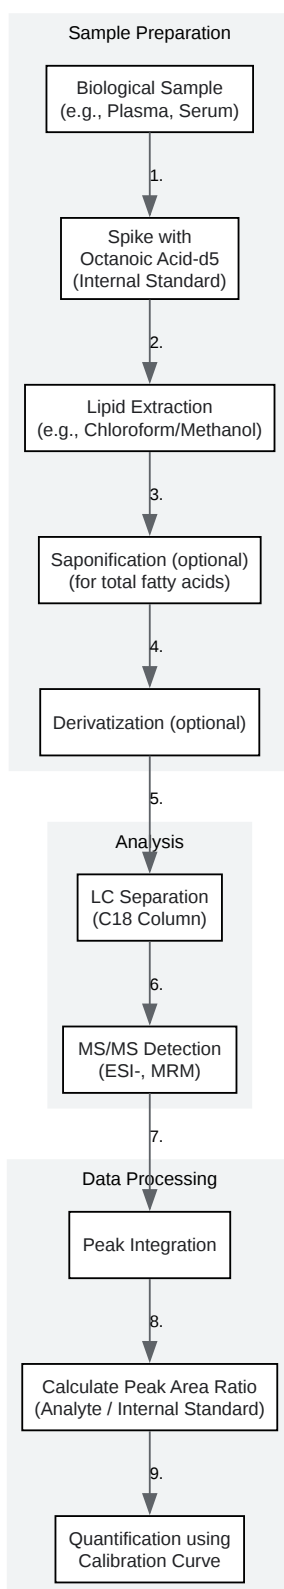 Sample Preparation
Biological Sample
(e.g., Plasma, Serum)
1.
Spike with
Octanoic Acid-d5
(Internal Standard)
2.
Lipid Extraction
(e.g., Chloroform/Methanol)
3.
Saponification (optional)
(for total fatty acids)
4.
Derivatization (optional)
5.
Analysis
LC Separation
(C18 Column)
6.
MS/MS Detection
(ESI-, MRM)
7.
Data Processing
Peak Integration
8.
Calculate Peak Area Ratio
(Analyte / Internal Standard)
9.
Quantification using
Calibration Curve